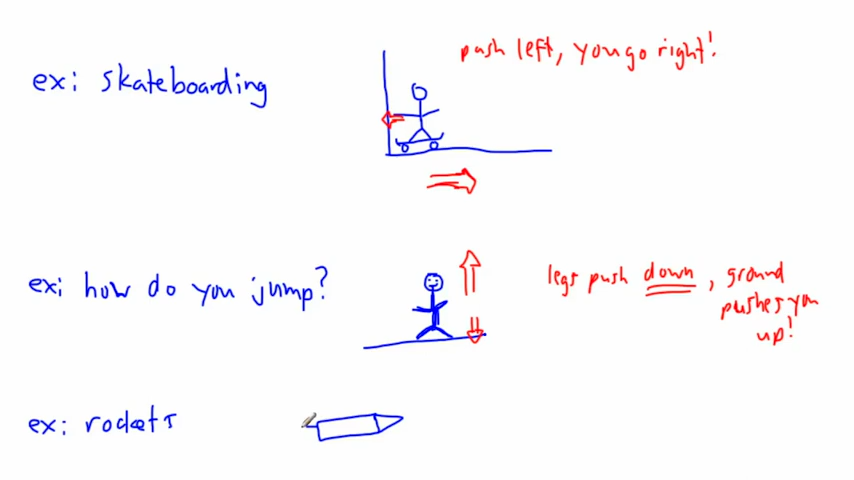 push left, you go right!
ex: skateboarding
ex: how do you jump?
legs push down, ground
pushes you
up!
ex: rockets